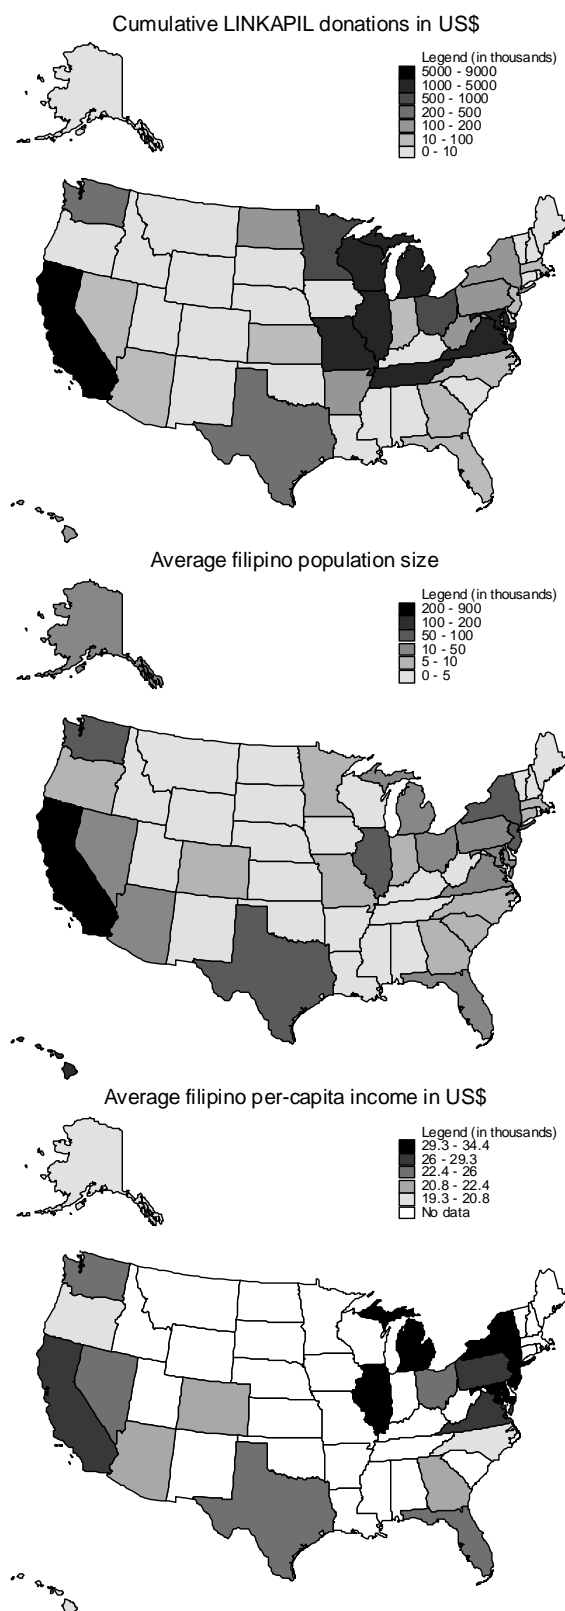 Cumulative LINKAPIL donations in US$
Legend (in thousands)
5000 - 9000
1000 - 5000
500 - 1000
200 - 500
100 - 200
10 - 100
0 - 10
Average filipino population size
Legend (in thousands)
200 - 900
100 - 200
50 - 100
10 - 50
5 - 10
0 - 5
Average filipino per-capita income in US$
Legend (in thousands)
29.3 - 34.4
26 - 29.3
22.4 - 26
20.8 - 22.4
19.3 - 20.8
No data